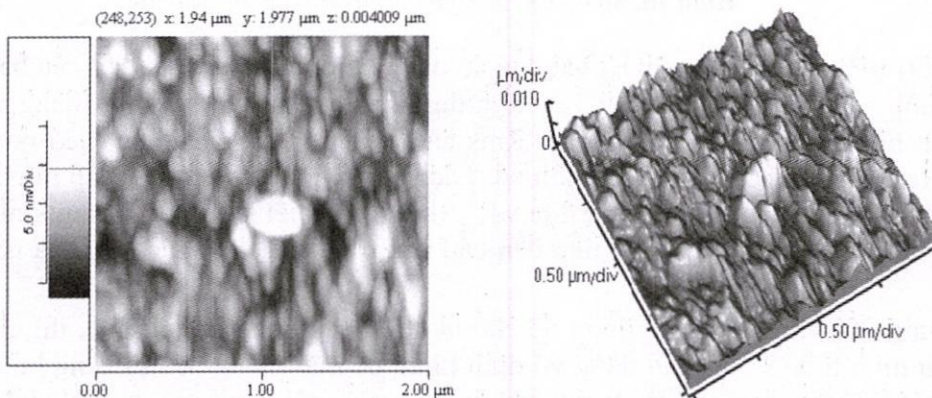 (248,253) x: 1.94 µm y: 1.977 µm z: 0.004009 µm
5.0 nm/Div
0.00
1.00
2.00 µm
µm/div
0.010
0
0.50 µm/div
0.50 µm/div